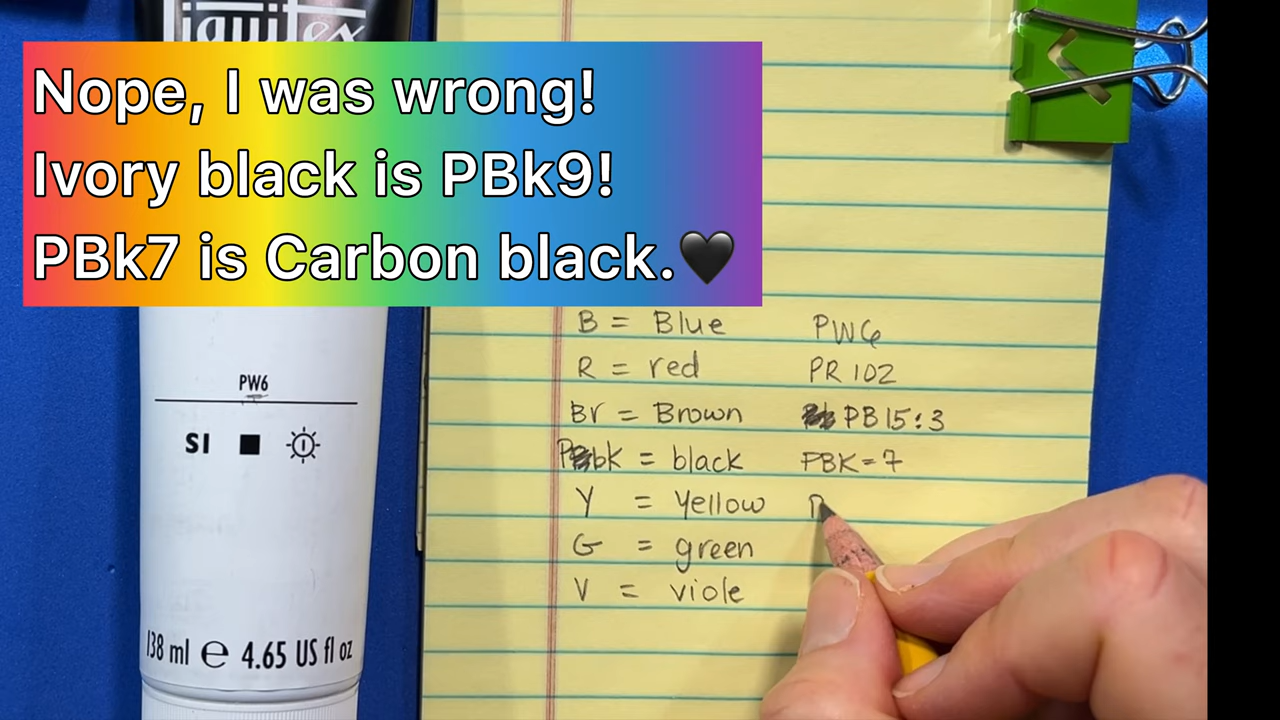 Liquitex
Nope, I was wrong!
Ivory black is PBk9!
PBk7 is Carbon black.🖤
PW6
SI
138 ml e 4.65 US fl oz
B = Blue PW6
R = red PR 102
Br = Brown PB 15:3
bk = black PBK=7
Y = Yellow P
G = green
V = viole